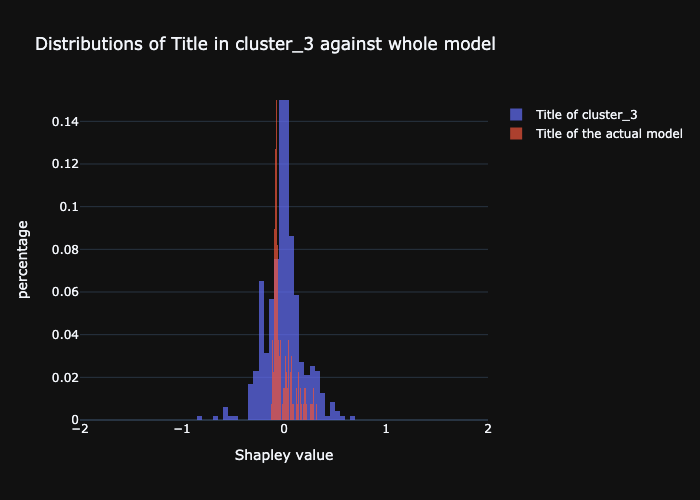 Distributions of Title in cluster_3 against whole model
Title of cluster_3
Title of the actual model
0.14
0.12
0.1
0.08
0.06
0.04
0.02
0
percentage
−2
−1
0
1
2
Shapley value